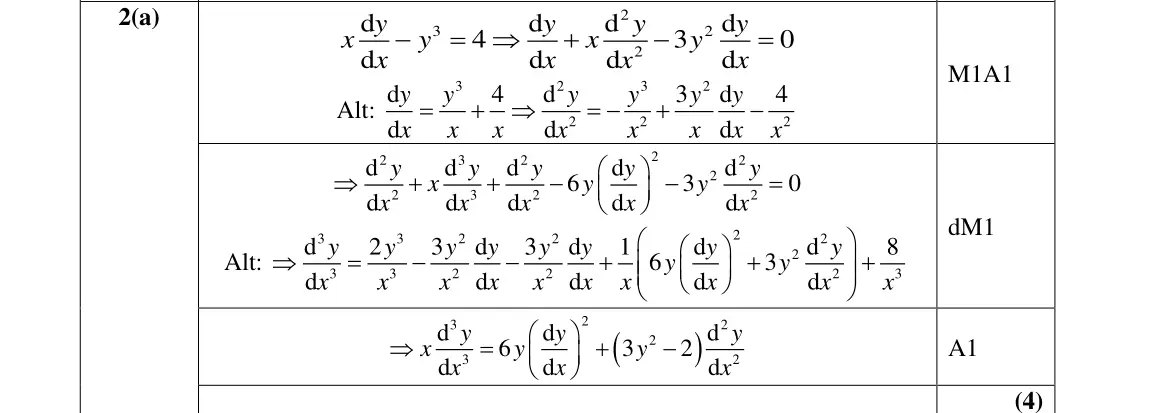 2(a)
x dy/dx − y³ = 4 ⇒ dy/dx + x d²y/dx² − 3y² dy/dx = 0
M1A1
Alt: dy/dx = y³/x + 4/x ⇒ d²y/dx² = − y³/x² + 3y²/x dy/dx − 4/x²
⇒ d²y/dx² + x d³y/dx³ + d²y/dx² − 6y (dy/dx)² − 3y² d²y/dx² = 0
dM1
Alt: ⇒ d³y/dx³ = 2y³/x³ − 3y²/x² dy/dx − 3y²/x² dy/dx + 1/x (6y (dy/dx)² + 3y² d²y/dx²) + 8/x³
⇒ x d³y/dx³ = 6y (dy/dx)² + (3y² − 2) d²y/dx²
A1
(4)